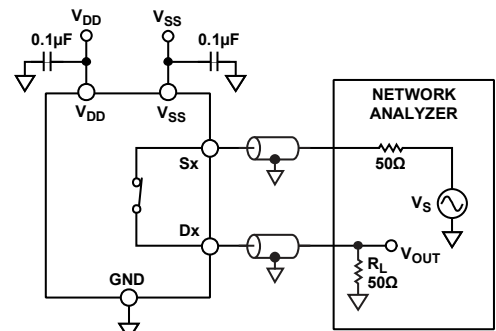 VDD VSS
0.1µF 0.1µF
VDD VSS
NETWORK
ANALYZER
Sx
50Ω
VS
Dx
VOUT
RL
50Ω
GND